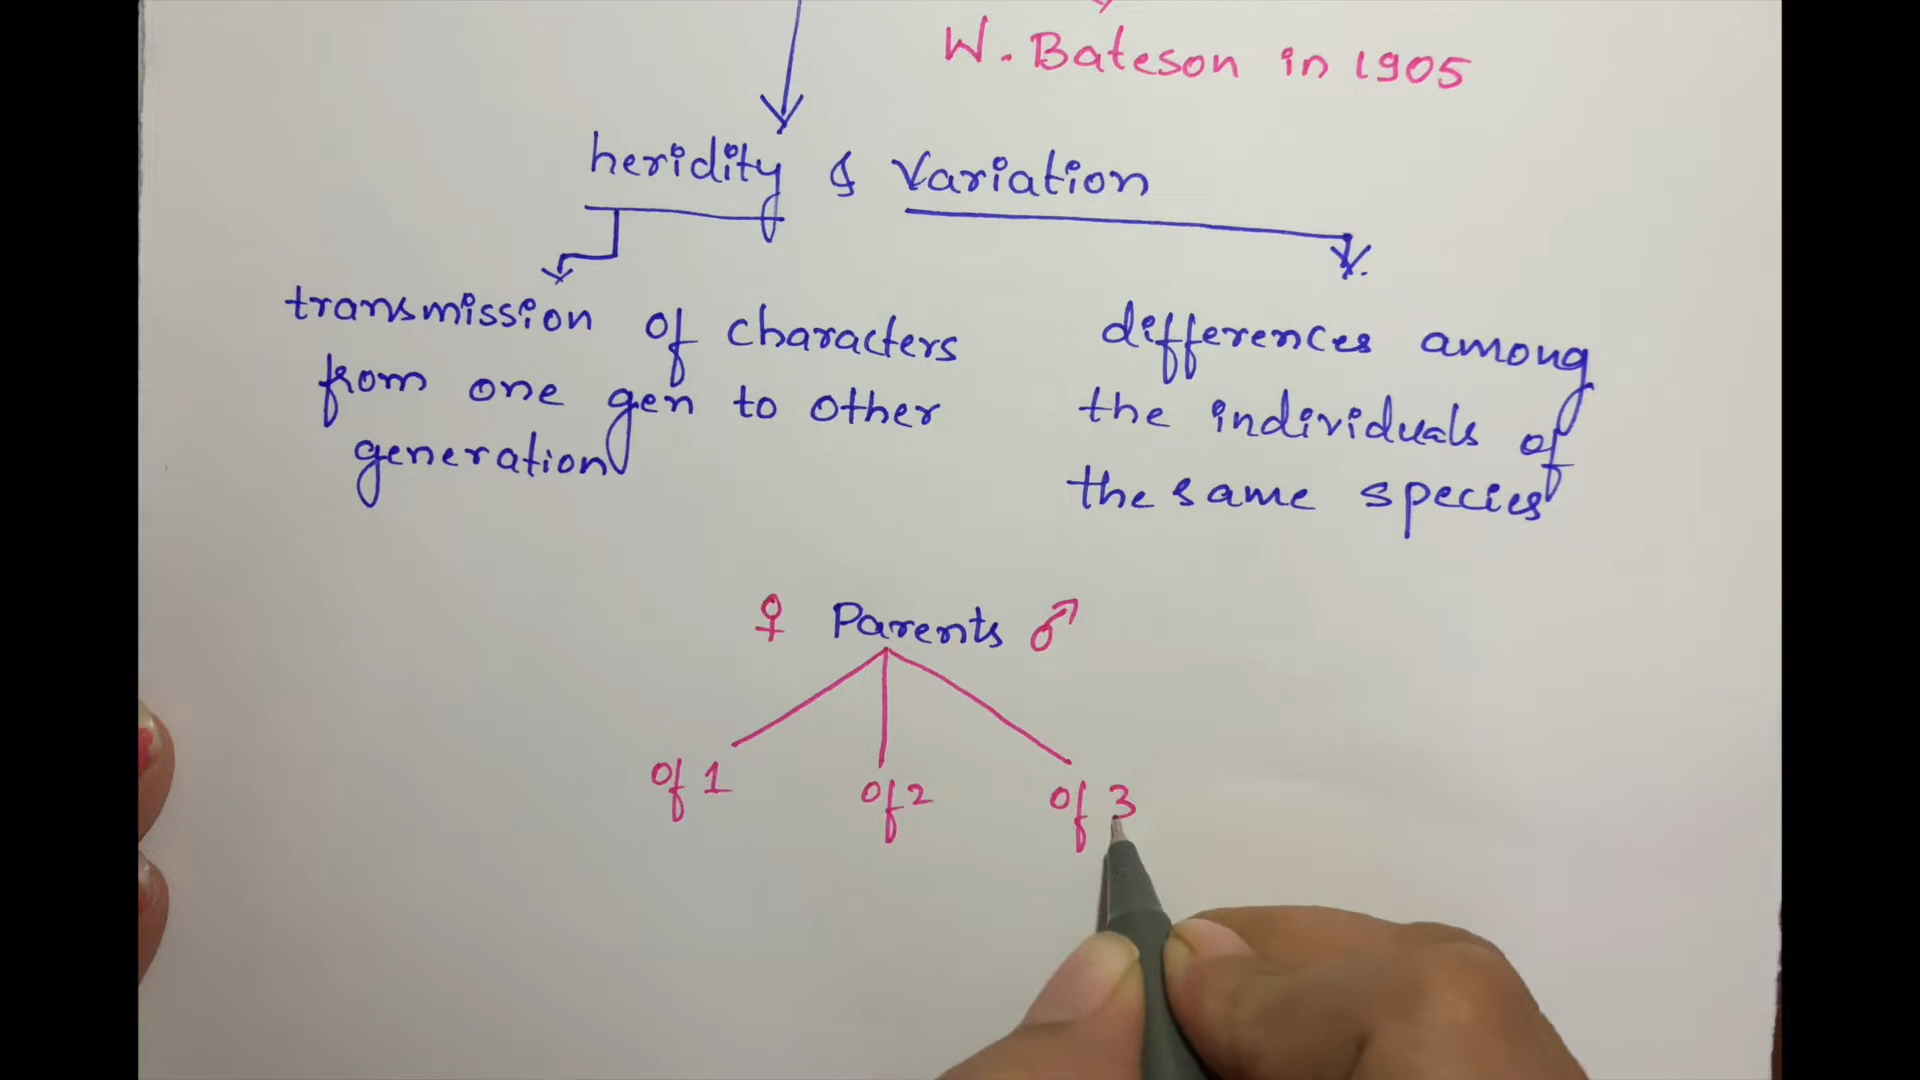 W. Bateson in 1905
heridity & Variation
transmission of characters
from one gen to other
generation
differences among
the individuals of
the same species
♀ Parents ♂
of 1
of 2
of 3